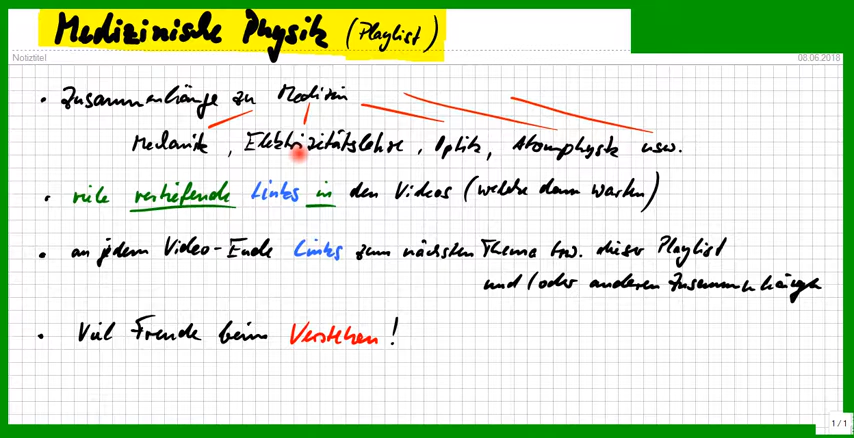 Medizinische Physik (Playlist)
Notiztitel
08.06.2018
• Zusammenhänge zu Medizin
Mechanik, Elektrizitätslehre, Optik, Atomphysik usw.
• viele vertiefende Links in den Videos (welche dann warten)
• an jedem Video-Ende Links zum nächsten Thema bzw. dieser Playlist
und/oder anderen Zusammenhängen
• Viel Freude beim Verstehen!
1/1